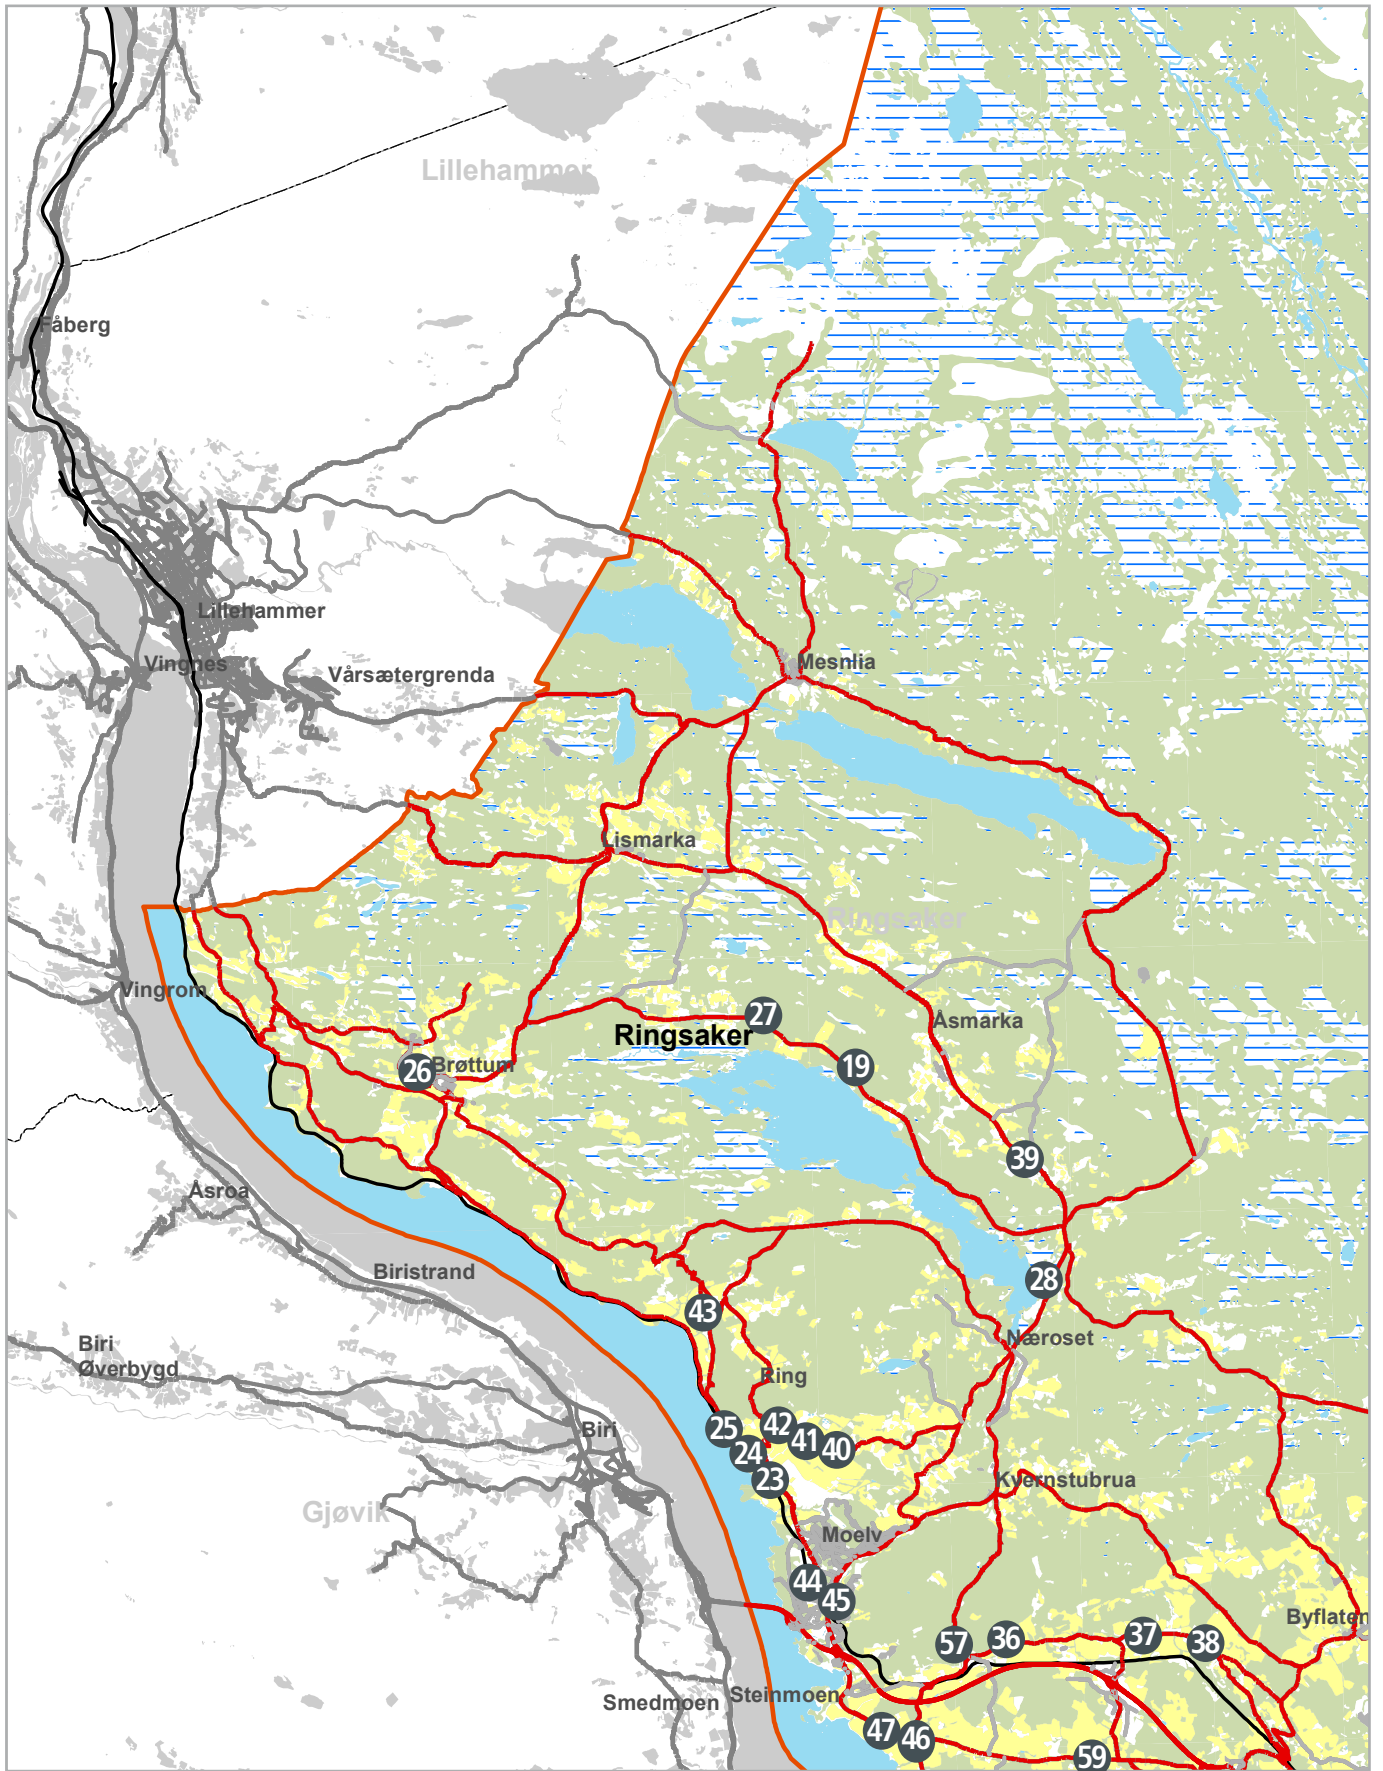 Lillehammer
Fåberg
Lillehammer
Vingnes
Vårsætergrenda
Mesnlia
Lismarka
Ringsaker
Vingrom
27
Åsmarka
Ringsaker
19
26
Brøttum
39
Åsroa
Biristrand
28
43
Næroset
Biri
Øverbygd
Ring
25
42
41
40
Biri
24
23
Kvernstubrua
Gjøvik
Moelv
44
45
Byflaten
57
36
37
38
Smedmoen
Steinmoen
47
46
59